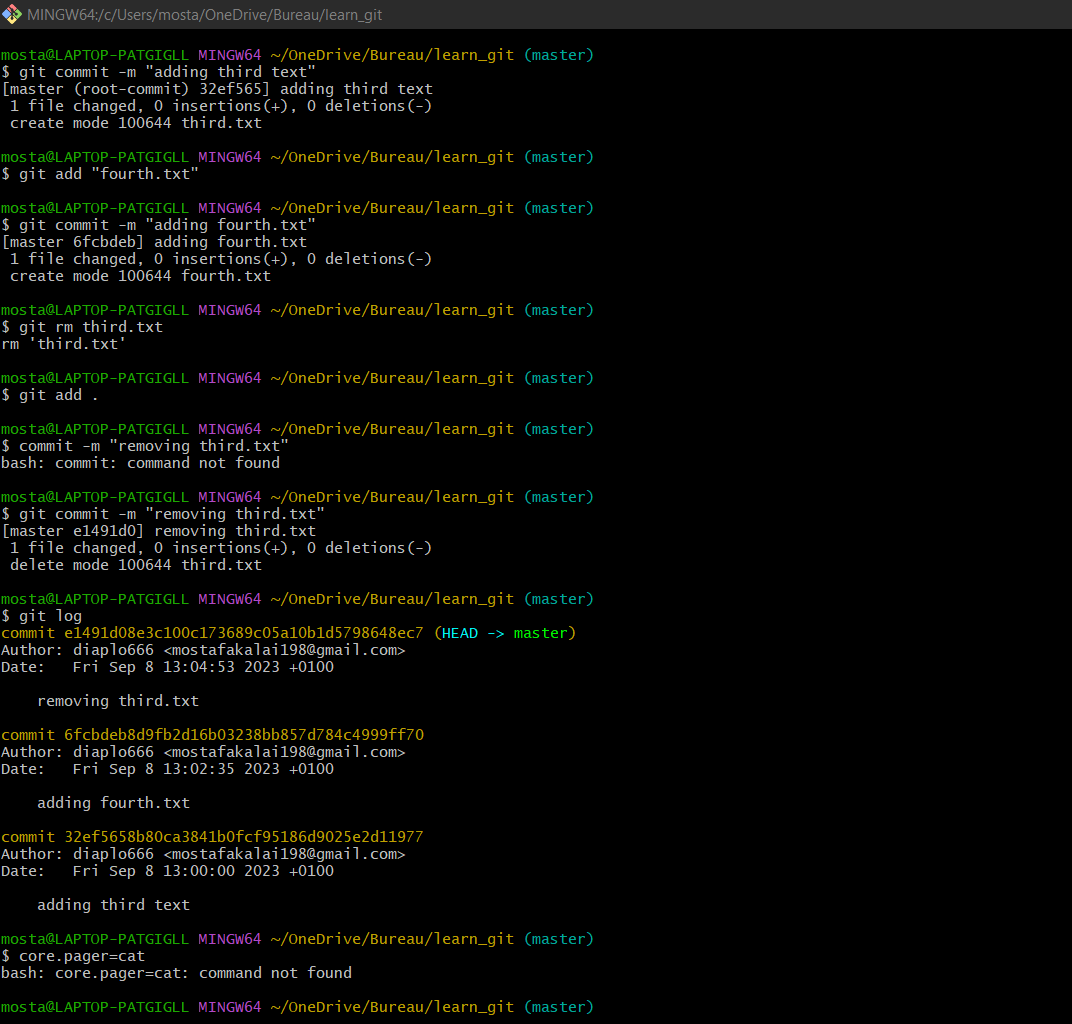 MINGW64:/c/Users/mosta/OneDrive/Bureau/learn_git
mosta@LAPTOP-PATGIGLL MINGW64 ~/OneDrive/Bureau/learn_git (master)
$ git commit -m "adding third text"
[master (root-commit) 32ef565] adding third text
 1 file changed, 0 insertions(+), 0 deletions(-)
 create mode 100644 third.txt
mosta@LAPTOP-PATGIGLL MINGW64 ~/OneDrive/Bureau/learn_git (master)
$ git add "fourth.txt"
mosta@LAPTOP-PATGIGLL MINGW64 ~/OneDrive/Bureau/learn_git (master)
$ git commit -m "adding fourth.txt"
[master 6fcbdeb] adding fourth.txt
 1 file changed, 0 insertions(+), 0 deletions(-)
 create mode 100644 fourth.txt
mosta@LAPTOP-PATGIGLL MINGW64 ~/OneDrive/Bureau/learn_git (master)
$ git rm third.txt
rm 'third.txt'
mosta@LAPTOP-PATGIGLL MINGW64 ~/OneDrive/Bureau/learn_git (master)
$ git add .
mosta@LAPTOP-PATGIGLL MINGW64 ~/OneDrive/Bureau/learn_git (master)
$ commit -m "removing third.txt"
bash: commit: command not found
mosta@LAPTOP-PATGIGLL MINGW64 ~/OneDrive/Bureau/learn_git (master)
$ git commit -m "removing third.txt"
[master e1491d0] removing third.txt
 1 file changed, 0 insertions(+), 0 deletions(-)
 delete mode 100644 third.txt
mosta@LAPTOP-PATGIGLL MINGW64 ~/OneDrive/Bureau/learn_git (master)
$ git log
commit e1491d08e3c100c173689c05a10b1d5798648ec7 (HEAD -> master)
Author: diaplo666 <mostafakalai198@gmail.com>
Date:   Fri Sep 8 13:04:53 2023 +0100
    removing third.txt
commit 6fcbdeb8d9fb2d16b03238bb857d784c4999ff70
Author: diaplo666 <mostafakalai198@gmail.com>
Date:   Fri Sep 8 13:02:35 2023 +0100
    adding fourth.txt
commit 32ef5658b80ca3841b0fcf95186d9025e2d11977
Author: diaplo666 <mostafakalai198@gmail.com>
Date:   Fri Sep 8 13:00:00 2023 +0100
    adding third text
mosta@LAPTOP-PATGIGLL MINGW64 ~/OneDrive/Bureau/learn_git (master)
$ core.pager=cat
bash: core.pager=cat: command not found
mosta@LAPTOP-PATGIGLL MINGW64 ~/OneDrive/Bureau/learn_git (master)